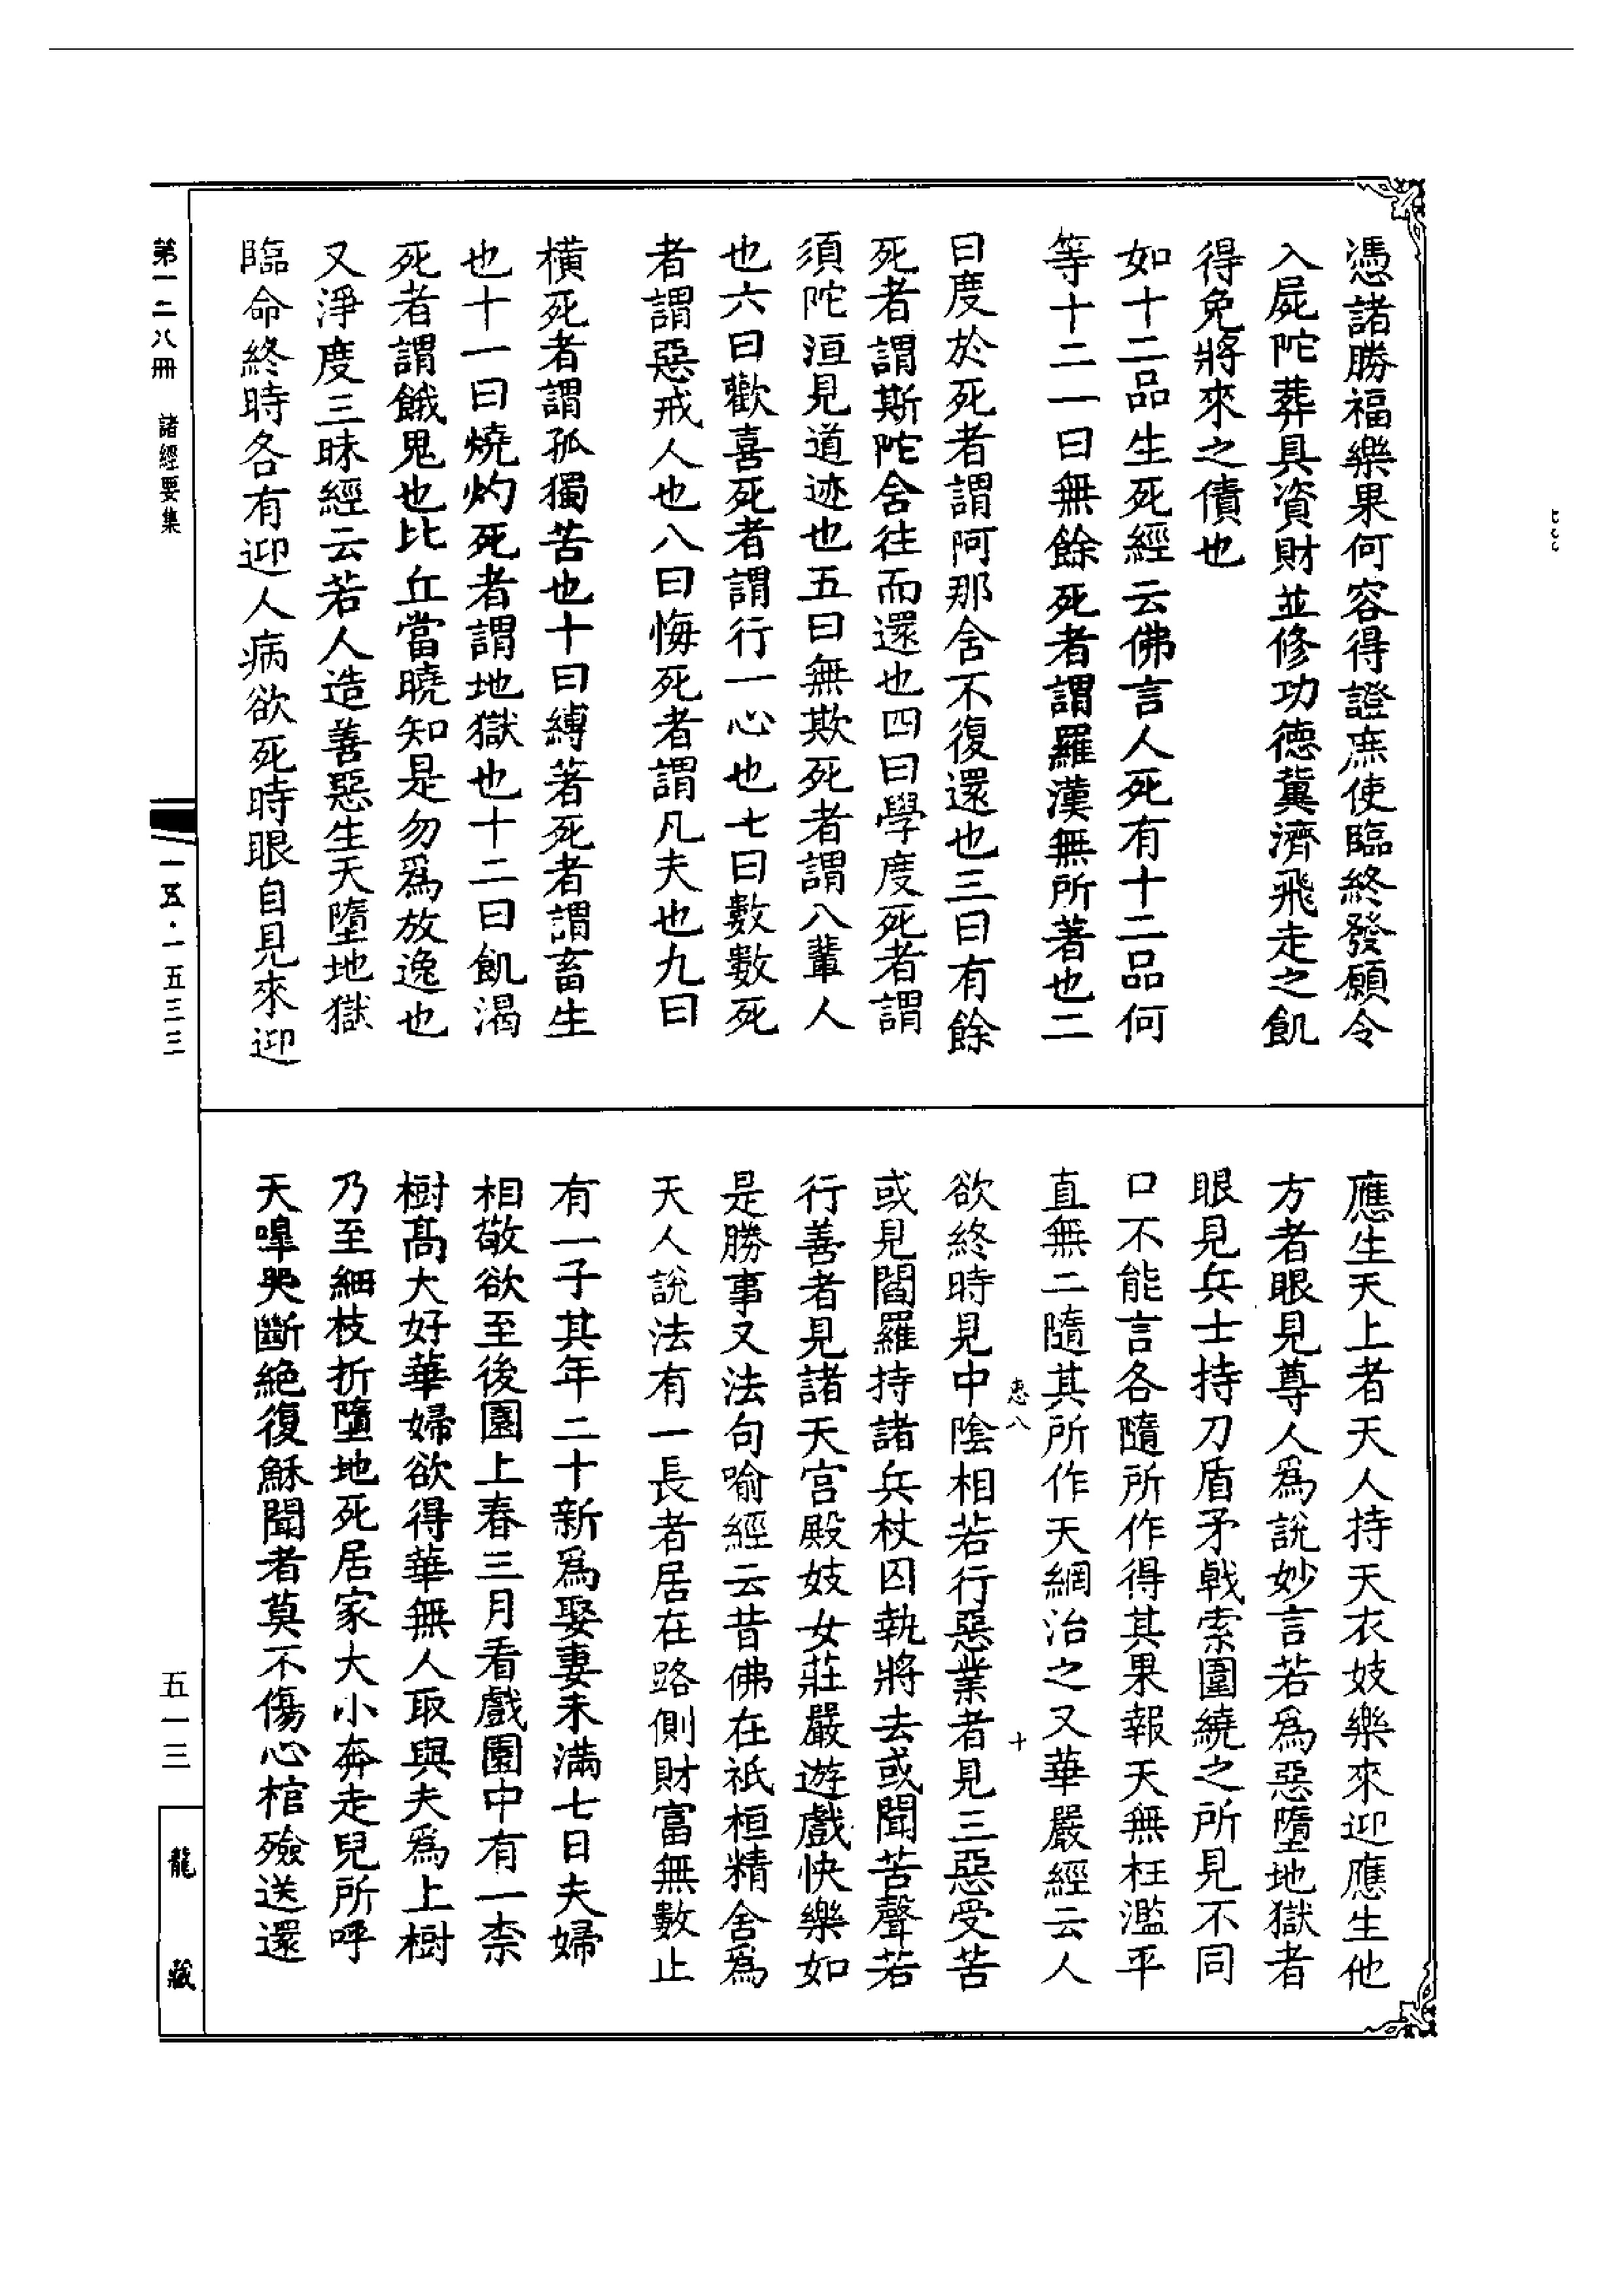 憑諸勝福樂果何容得證庶使臨終發願令
入屍陀葬具資財並修功德冀濟飛走之飢
得免將來之債也
如十二品生死經云佛言人死有十二品何
等十二一曰無餘死者謂羅漢無所著也二
曰度於死者謂阿那舍不復還也三曰有餘
死者謂斯陀舍往而還也四曰學度死者謂
須陀洹見道迹也五曰無欺死者謂八輩人
也六曰歡喜死者謂行一心也七曰數數死
者謂惡戒人也八曰悔死者謂凡夫也九曰
橫死者謂孤獨苦也十曰縛著死者謂畜生
也十一曰燒灼死者謂地獄也十二曰飢渴
死者謂餓鬼也比丘當曉知是勿爲放逸也
又淨度三昧經云若人造善惡生天墮地獄
臨命終時各有迎人病欲死時眼自見來迎
應生天上者天人持天衣妓樂來迎應生他
方者眼見尊人爲說妙言若爲惡墮地獄者
眼見兵士持刀盾矛戟索圍繞之所見不同
口不能言各隨所作得其果報天無枉濫平
直無二隨其所作天網治之又華嚴經云人
惠八 十
欲終時見中陰相若行惡業者見三惡受苦
或見閻羅持諸兵杖囚執將去或聞苦聲若
行善者見諸天宮殿妓女莊嚴遊戲快樂如
是勝事又法句喻經云昔佛在祇桓精舍爲
天人說法有一長者居在路側財富無數止
有一子其年二十新爲娶妻未滿七日夫婦
相敬欲至後園上春三月看戲園中有一柰
樹高大好華婦欲得華無人取與夫爲上樹
乃至細枝折墮地死居家大小奔走兒所呼
天嘷哭斷絕復穌聞者莫不傷心棺殮送還
第一二八冊 諸經要集
一五·一五三三
五一三
龍藏